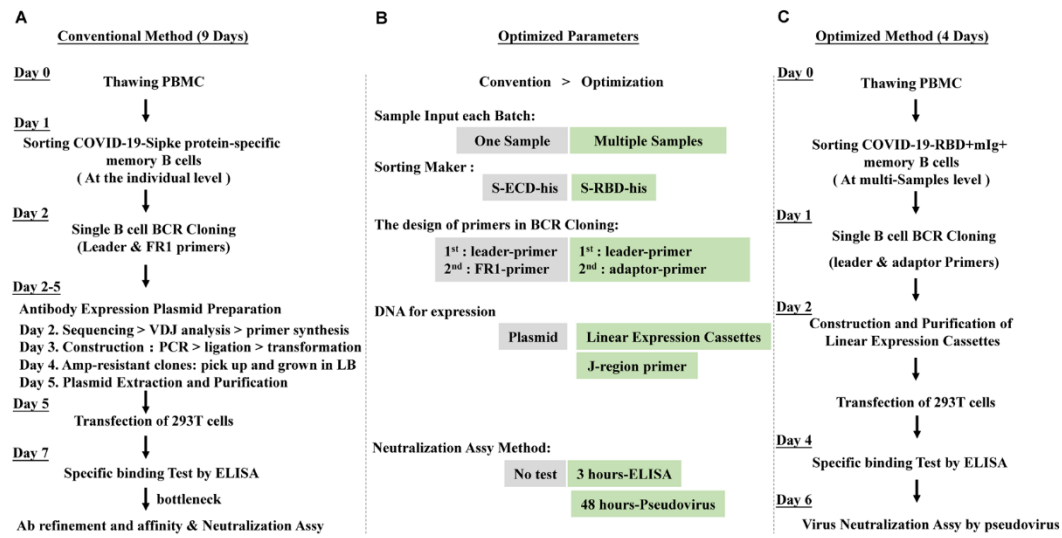 A
Conventional Method (9 Days)
Day 0
Thawing PBMC
Day 1
Sorting COVID-19-Sipke protein-specific
memory B cells
( At the individual level )
Day 2
Single B cell BCR Cloning
(Leader & FR1 primers)
Day 2-5
Antibody Expression Plasmid Preparation
Day 2. Sequencing > VDJ analysis > primer synthesis
Day 3. Construction : PCR > ligation > transformation
Day 4. Amp-resistant clones: pick up and grown in LB
Day 5. Plasmid Extraction and Purification
Day 5
Transfection of 293T cells
Day 7
Specific binding Test by ELISA
bottleneck
Ab refinement and affinity & Neutralization Assy
B
Optimized Parameters
Convention > Optimization
Sample Input each Batch:
One Sample Multiple Samples
Sorting Maker :
S-ECD-his S-RBD-his
The design of primers in BCR Cloning:
1st : leader-primer 1st : leader-primer
2nd : FR1-primer 2nd : adaptor-primer
DNA for expression
Plasmid Linear Expression Cassettes
J-region primer
Neutralization Assy Method:
No test 3 hours-ELISA
48 hours-Pseudovirus
C
Optimized Method (4 Days)
Day 0
Thawing PBMC
Sorting COVID-19-RBD+mIg+
memory B cells
( At multi-Samples level )
Day 1
Single B cell BCR Cloning
(leader & adaptor Primers)
Day 2
Construction and Purification of
Linear Expression Cassettes
Transfection of 293T cells
Day 4
Specific binding Test by ELISA
Day 6
Virus Neutralization Assy by pseudovirus